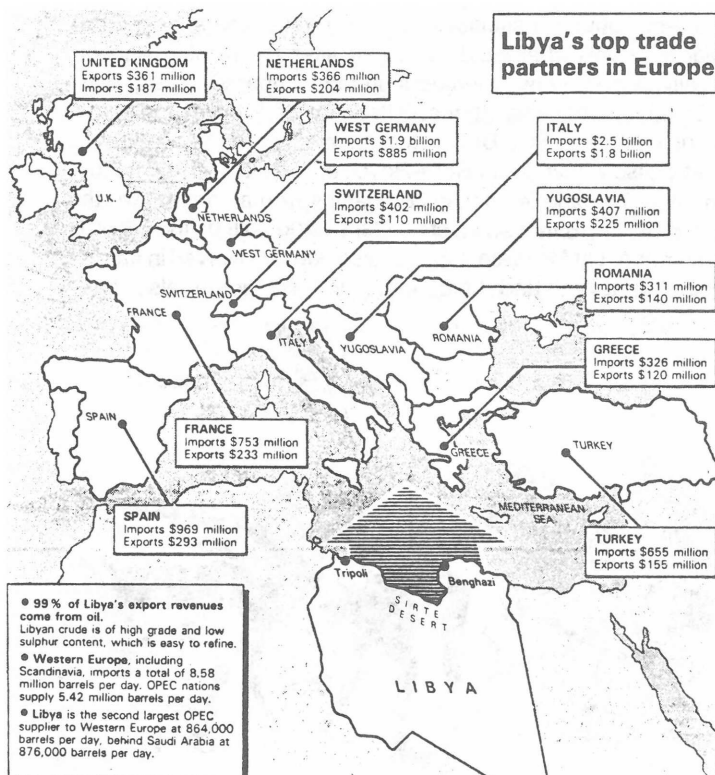 Libya's top trade
partners in Europe
UNITED KINGDOM
Exports $361 million
Imports $187 million
NETHERLANDS
Imports $366 million
Exports $204 million
WEST GERMANY
Imports $1.9 billion
Exports $885 million
ITALY
Imports $2.5 billion
Exports $1.8 billion
SWITZERLAND
Imports $402 million
Exports $110 million
YUGOSLAVIA
Imports $407 million
Exports $225 million
ROMANIA
Imports $311 million
Exports $140 million
GREECE
Imports $326 million
Exports $120 million
FRANCE
Imports $753 million
Exports $233 million
SPAIN
Imports $969 million
Exports $293 million
TURKEY
Imports $655 million
Exports $155 million
U.K.
NETHERLANDS
WEST GERMANY
SWITZERLAND
FRANCE
ITALY
YUGOSLAVIA
ROMANIA
SPAIN
GREECE
TURKEY
MEDITERRANEAN
SEA
Tripoli
Benghazi
SIRTE
DESERT
LIBYA
● 99% of Libya's export revenues
come from oil.
Libyan crude is of high grade and low
sulphur content, which is easy to refine.
● Western Europe, including
Scandinavia, imports a total of 8.58
million barrels per day. OPEC nations
supply 5.42 million barrels per day.
● Libya is the second largest OPEC
supplier to Western Europe at 864,000
barrels per day, behind Saudi Arabia at
876,000 barrels per day.